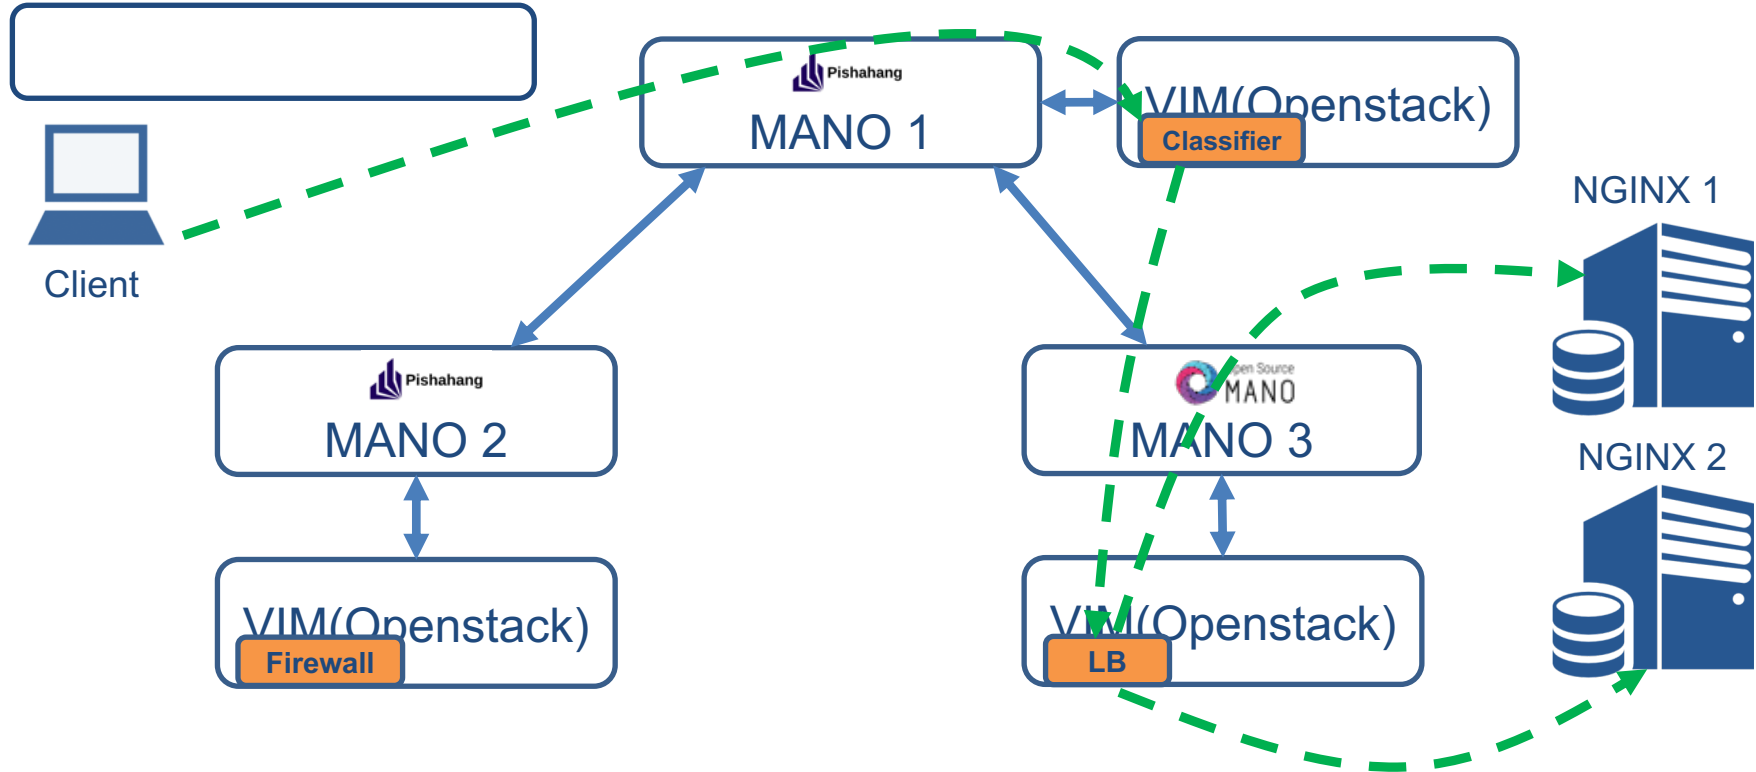 Pishahang
MANO 1
VIM(Openstack)
Classifier
NGINX 1
Client
Pishahang
MANO 2
Open Source
MANO
MANO 3
NGINX 2
VIM(Openstack)
Firewall
VIM(Openstack)
LB